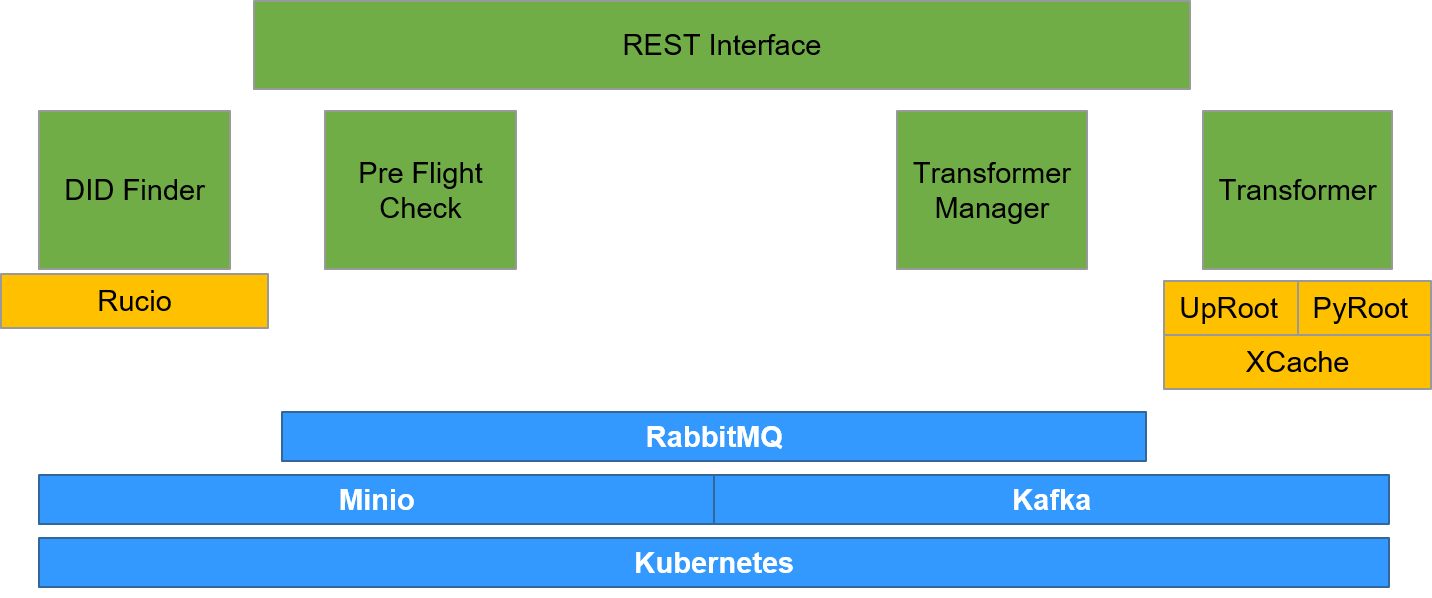 REST Interface
DID Finder
Pre Flight
Check
Transformer
Manager
Transformer
Rucio
UpRoot
PyRoot
XCache
RabbitMQ
Minio
Kafka
Kubernetes